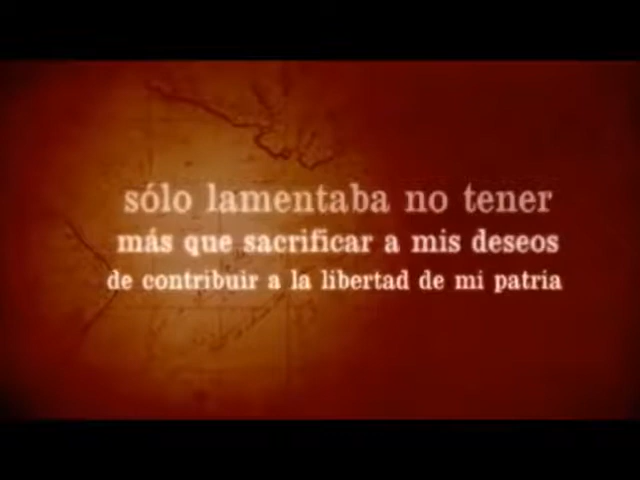 sólo lamentaba no tener
más que sacrificar a mis deseos
de contribuir a la libertad de mi patria